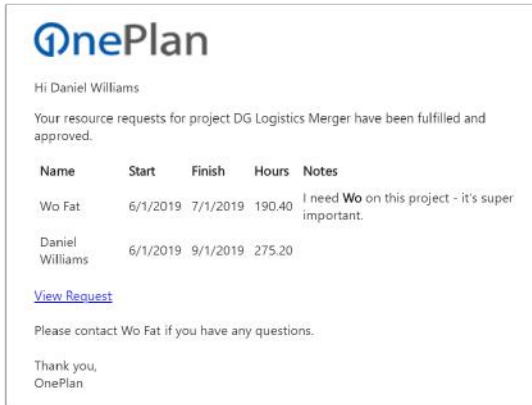 OnePlan
Hi Daniel Williams
Your resource requests for project DG Logistics Merger have been fulfilled and
approved.
Name Start Finish Hours Notes
Wo Fat 6/1/2019 7/1/2019 190.40 I need Wo on this project - it's super
important.
Daniel
Williams 6/1/2019 9/1/2019 275.20
View Request
Please contact Wo Fat if you have any questions.
Thank you,
OnePlan